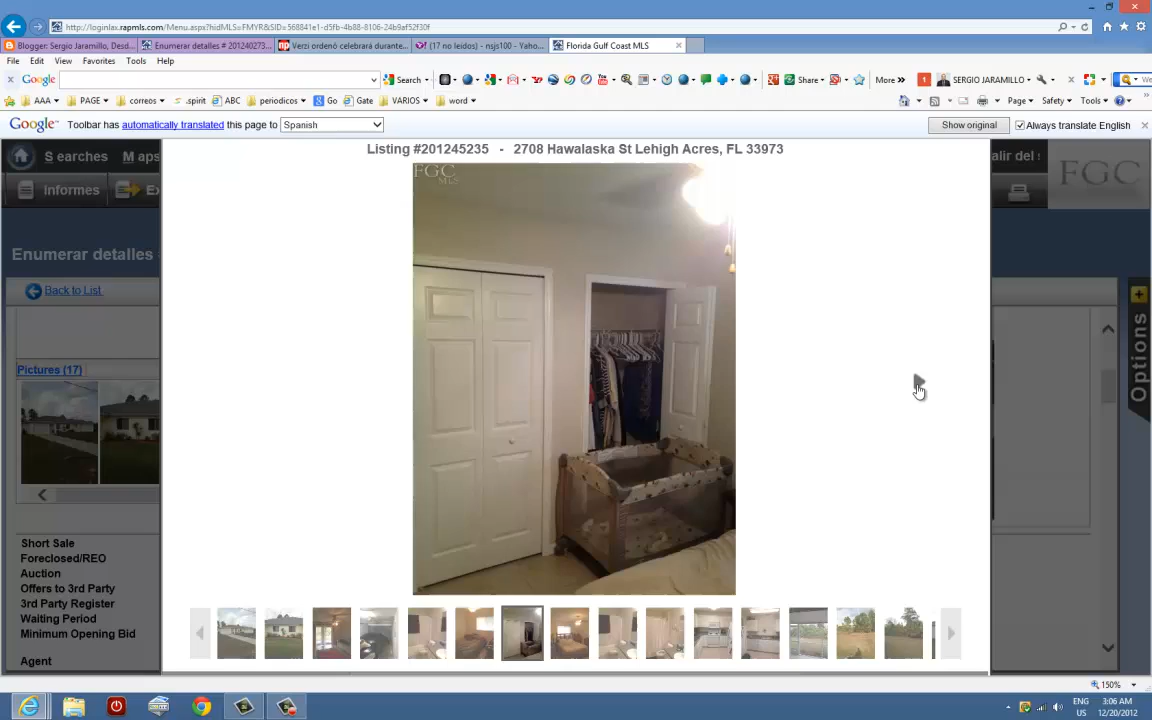 http://loginlax.rapmls.com/Menu.aspx?hidMLS=FMYR&SID=568841e1-d5fb-4b88-8106-24b9af52f30f
Blogger: Sergio Jaramillo, Desd...
Enumerar detalles # 201240273...
Verzi ordenó celebrará durante...
(17 no leidos) - nsjs100 - Yaho...
Florida Gulf Coast MLS
File Edit View Favorites Tools Help
Google Search Share More SERGIO JARAMILLO We
AAA PAGE correos .spirit ABC periodicos Go Gate VARIOS word Page Safety Tools
Google Toolbar has automatically translated this page to Spanish Show original Always translate English
Listing #201245235 - 2708 Hawalaska St Lehigh Acres, FL 33973
Searches Maps alir del
Informes Ex FGC
FGC
MLS
Enumerar detalles
Back to List
Options
Pictures (17)
Short Sale
Foreclosed/REO
Auction
Offers to 3rd Party
3rd Party Register
Waiting Period
Minimum Opening Bid
Agent
150%
ENG
US
3:06 AM
12/20/2012